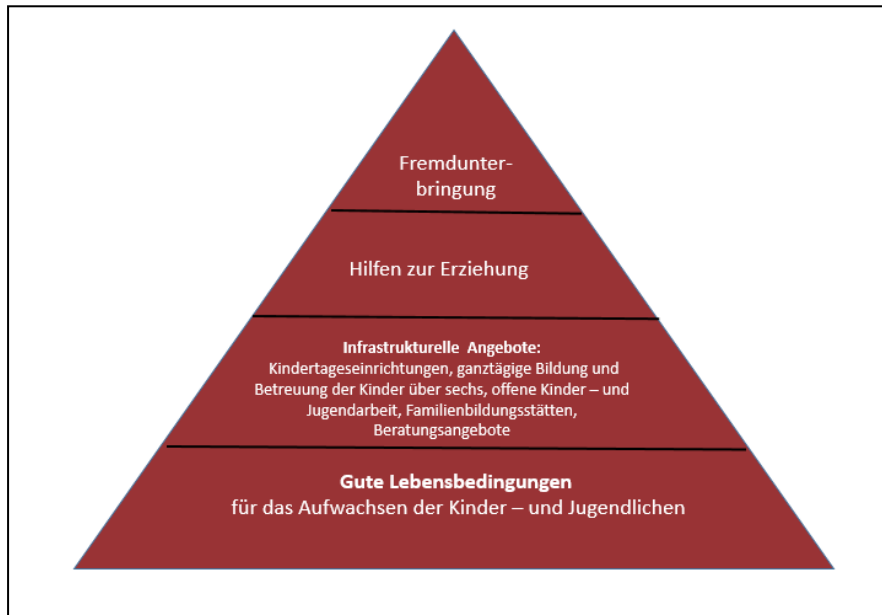 Fremdunter-
bringung
Hilfen zur Erziehung
Infrastrukturelle Angebote:
Kindertageseinrichtungen, ganztägige Bildung und
Betreuung der Kinder über sechs, offene Kinder – und
Jugendarbeit, Familienbildungsstätten,
Beratungsangebote
Gute Lebensbedingungen
für das Aufwachsen der Kinder – und Jugendlichen